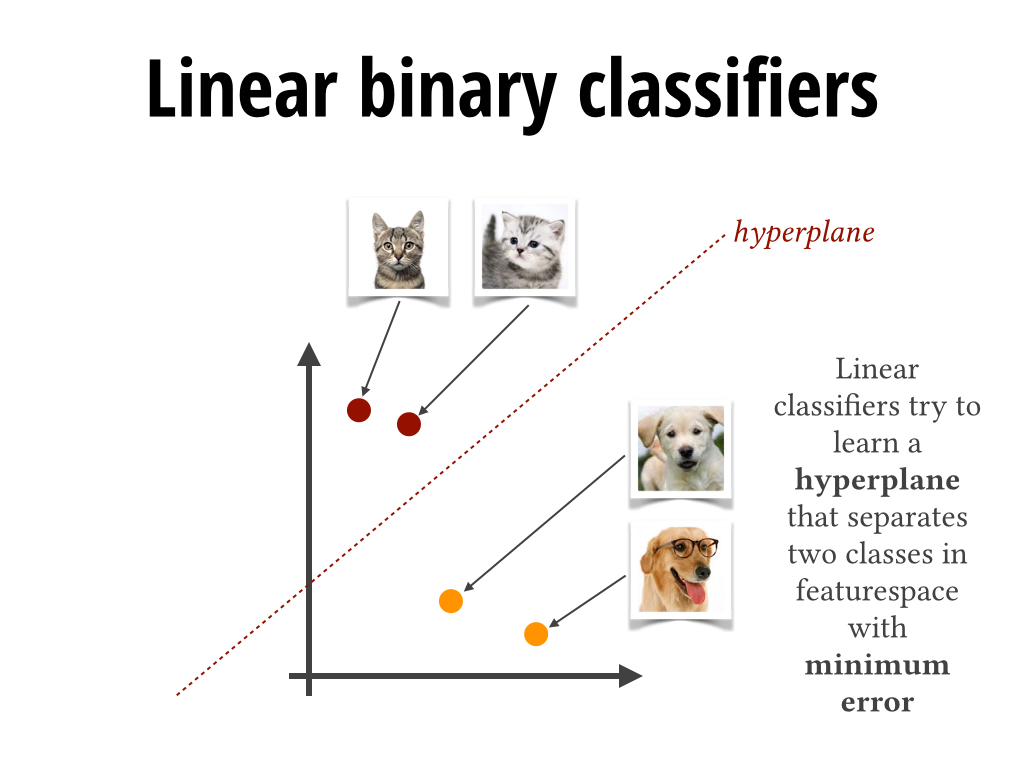 Linear binary classifiers
hyperplane
Linear
classifiers try to
learn a
hyperplane
that separates
two classes in
featurespace
with
minimum
error